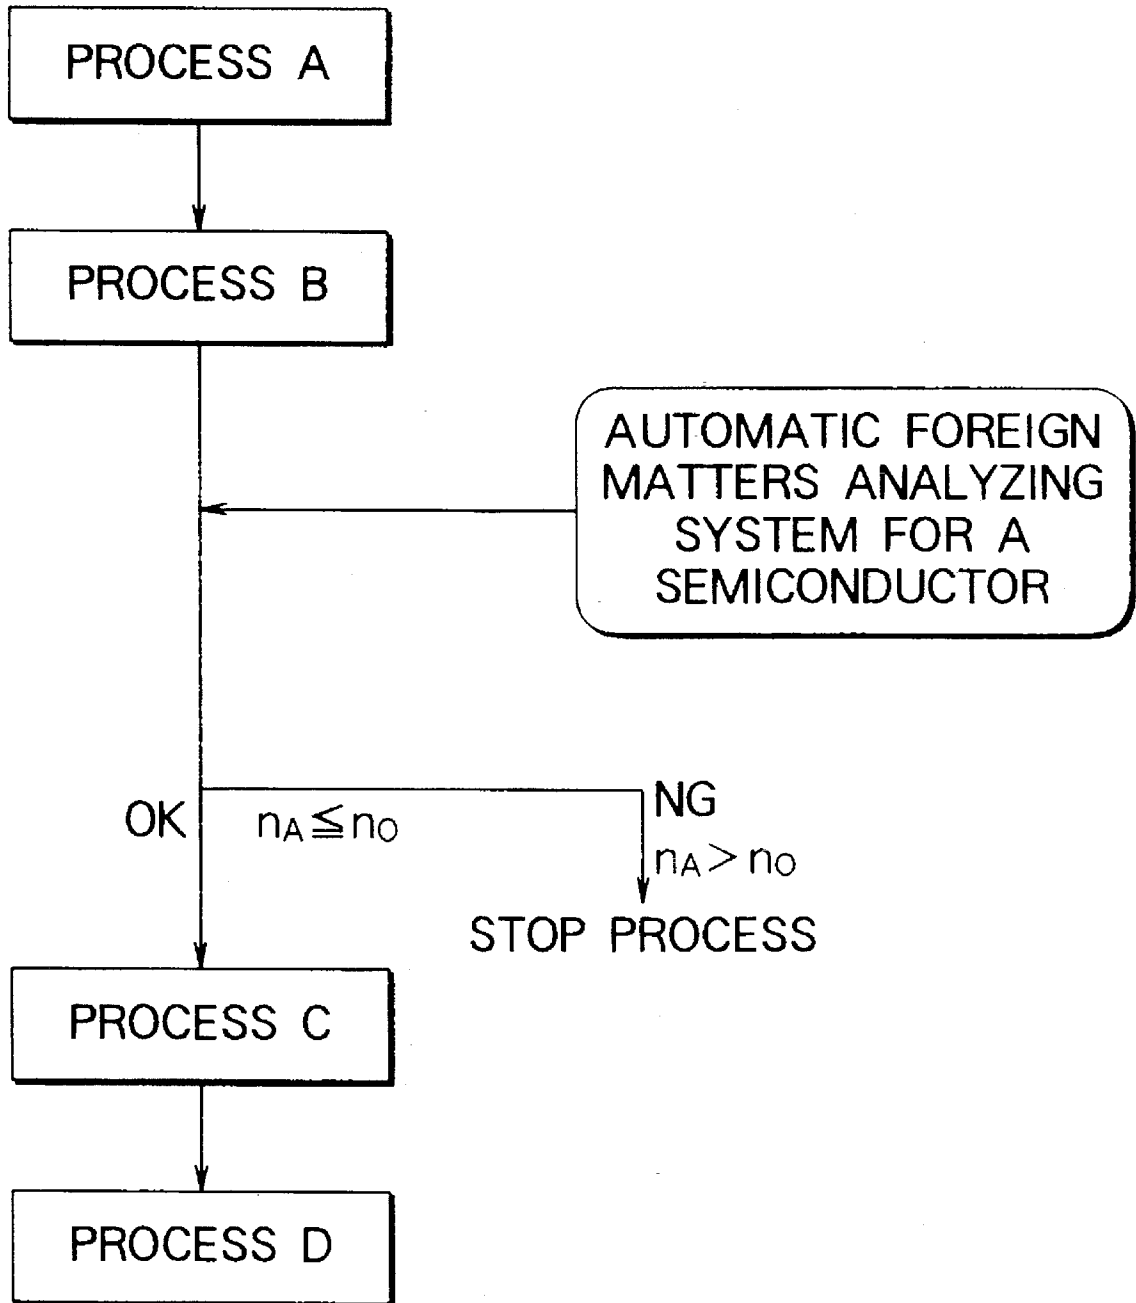 PROCESS A
PROCESS B
AUTOMATIC FOREIGN
MATTERS ANALYZING
SYSTEM FOR A
SEMICONDUCTOR
OK
nA≦nO
NG
nA>nO
STOP PROCESS
PROCESS C
PROCESS D